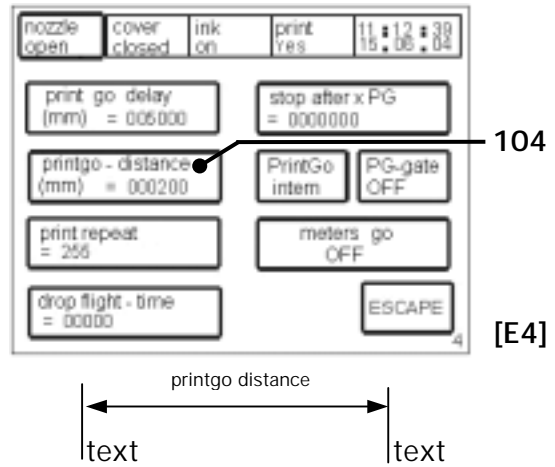 nozzle open
cover closed
ink on
print Yes
11:12:39
15.06.04
print go delay
(mm) = 005000
stop after x PG
= 0000000
104
printgo - distance
(mm) = 000200
PrintGo intern
PG-gate OFF
print repeat
= 255
meters go
OFF
drop flight - time
= 00000
ESCAPE
4
[E4]
printgo distance
text
text